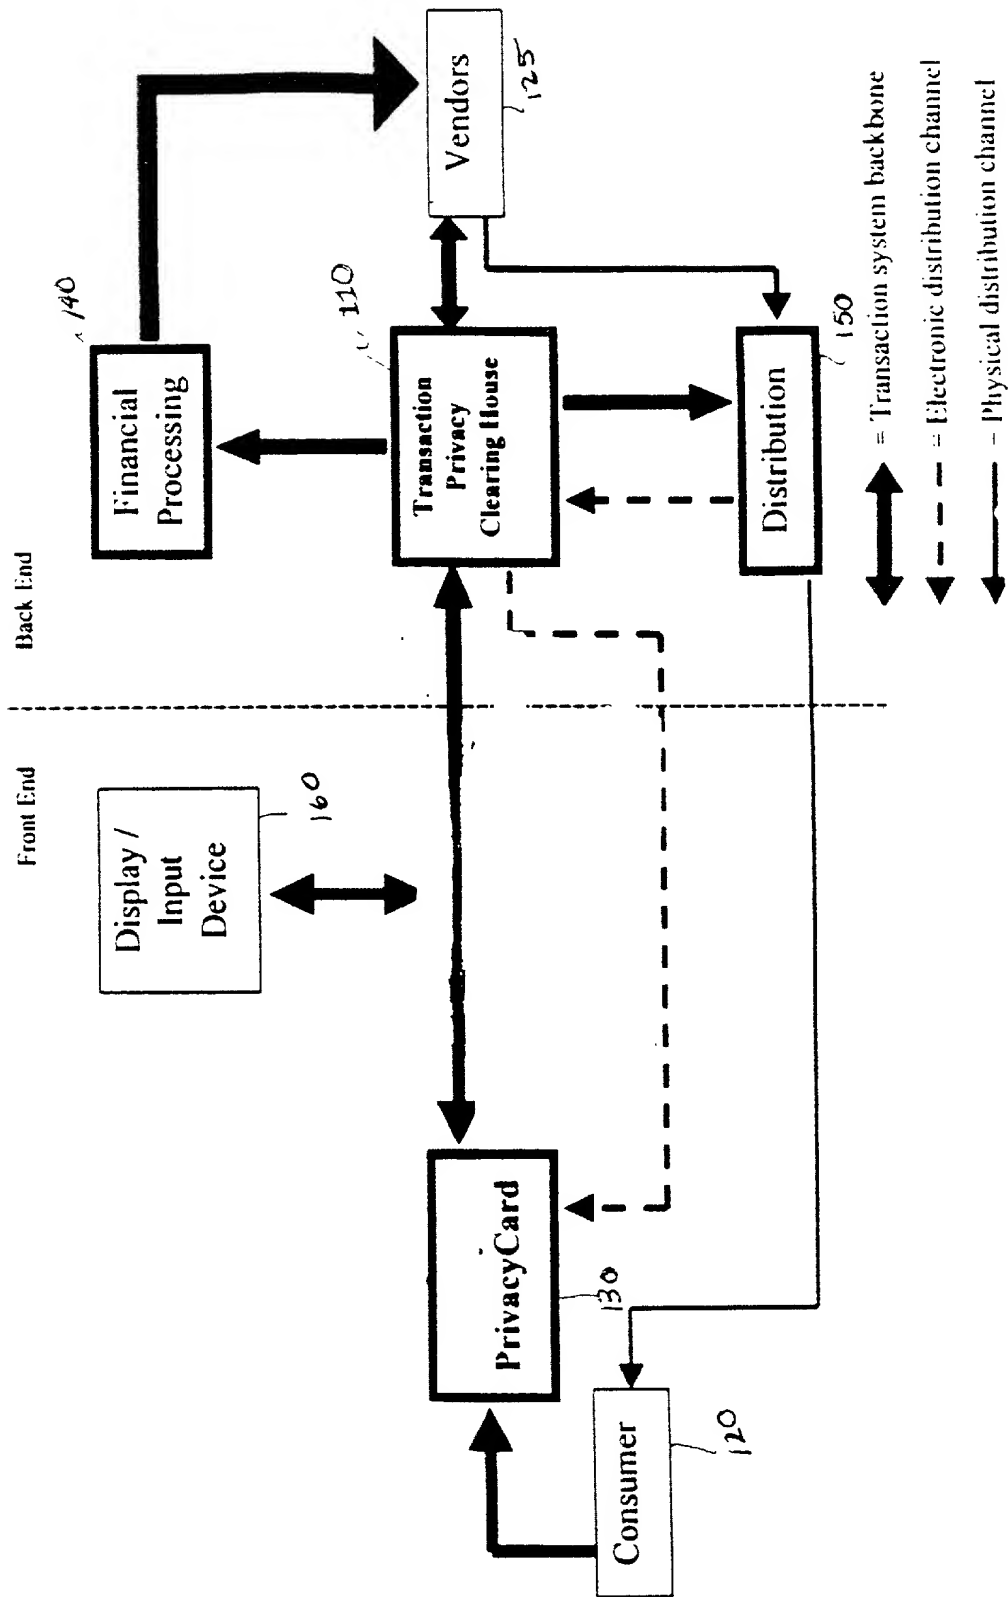 Front End
Back End
Display /
Input
Device
160
Financial
Processing
140
PrivacyCard
130
Transaction
Privacy
Clearing House
110
Vendors
125
Consumer
120
Distribution
150
= Transaction system backbone
= Electronic distribution channel
= Physical distribution channel